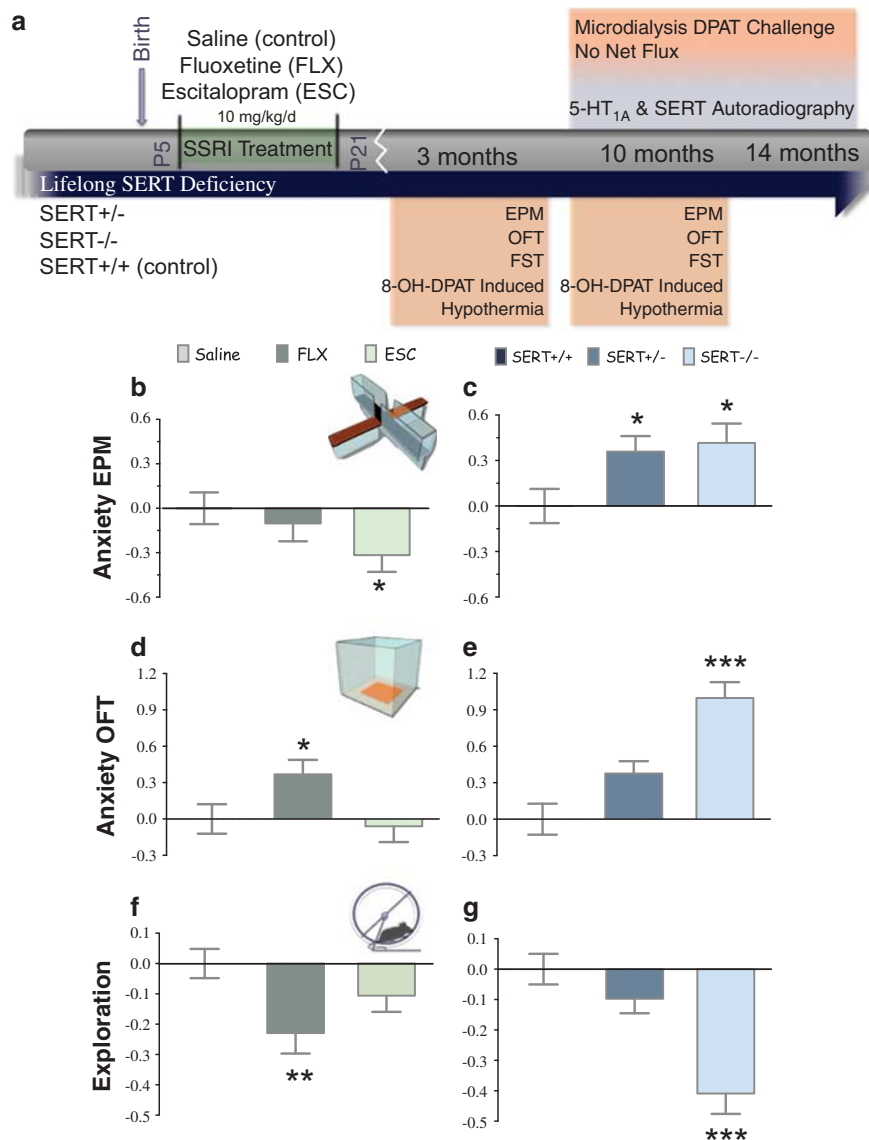 a
Birth
Saline (control)
Fluoxetine (FLX)
Escitalopram (ESC)
10 mg/kg/d
Microdialysis DPAT Challenge
No Net Flux
5-HT1A & SERT Autoradiography
P5
SSRI Treatment
P21
3 months
10 months
14 months
Lifelong SERT Deficiency
SERT+/-
SERT-/-
SERT+/+ (control)
EPM
OFT
FST
8-OH-DPAT Induced
Hypothermia
EPM
OFT
FST
8-OH-DPAT Induced
Hypothermia
Saline
FLX
ESC
SERT+/+
SERT+/-
SERT-/-
b
Anxiety EPM
0.6
0.3
0.0
-0.3
-0.6
*
c
0.6
0.3
0.0
-0.3
-0.6
*
*
d
Anxiety OFT
1.2
0.9
0.6
0.3
0.0
-0.3
*
e
1.2
0.9
0.6
0.3
0.0
-0.3
***
f
Exploration
0.1
0.0
-0.1
-0.2
-0.3
-0.4
-0.5
**
g
0.1
0.0
-0.1
-0.2
-0.3
-0.4
-0.5
***